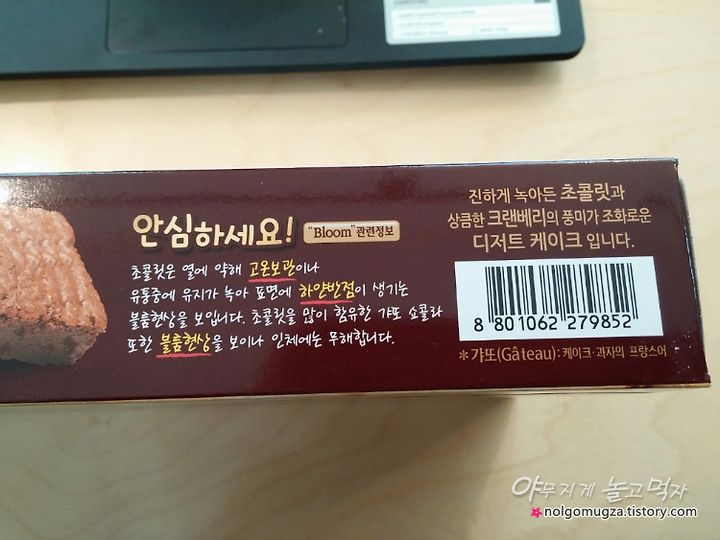 안심하세요! "Bloom"관련정보
초콜릿은 열에 약해 고온보관이나
유통중에 유지가 녹아 표면에 하얀반점이 생기는
블룸현상을 보입니다. 초콜릿을 많이 함유한 갸또 쇼콜라
또한 블룸현상을 보이나 인체에는 무해합니다.
진하게 녹아든 초콜릿과
상큼한 크랜베리의 풍미가 조화로운
디저트 케이크 입니다.
8 801062 279852
*갸또(Gâteau):케이크·과자의 프랑스어
야무지게 놀고먹자
nolgomugza.tistory.com